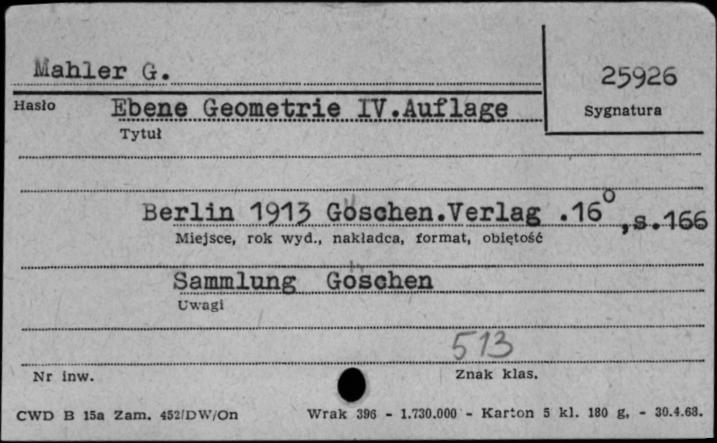 Mahler G.
25926
Hasło
Ebene Geometrie IV.Auflage
Sygnatura
Tytuł
Berlin 1913 Göschen.Verlag .16⁰,s.166
Miejsce, rok wyd., nakładca, format, objętość
Sammlung Göschen
Uwagi
513
Nr inw.
Znak klas.
CWD B 15a Zam. 452/DW/On Wrak 396 - 1.730.000 - Karton 5 kl. 180 g. - 30.4.68.